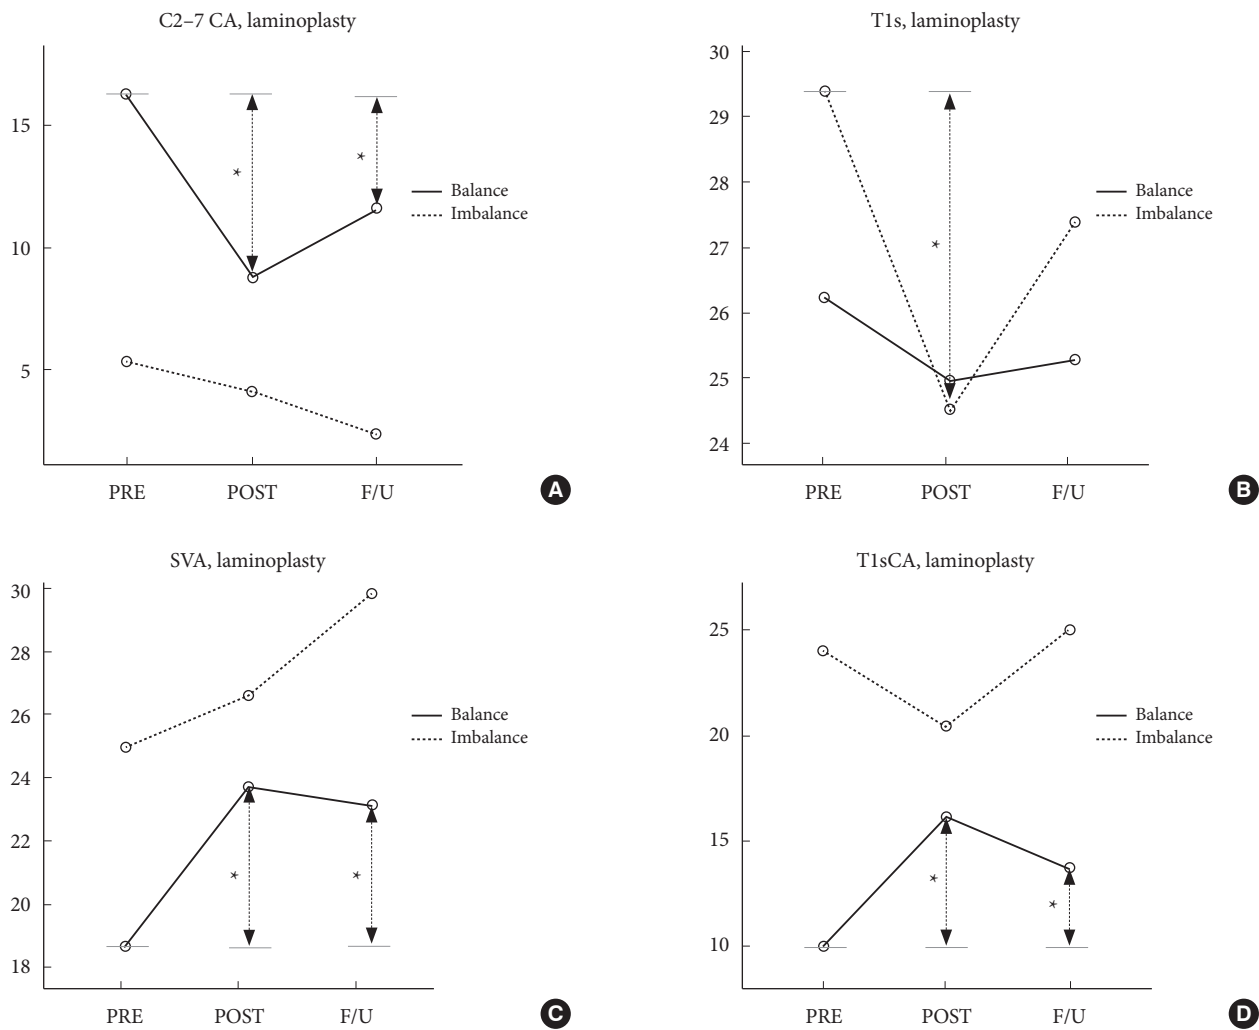 C2–7 CA, laminoplasty
15
10
5
*
*
Balance
Imbalance
PRE POST F/U
A
T1s, laminoplasty
30
29
28
27
26
25
24
*
Balance
Imbalance
PRE POST F/U
B
SVA, laminoplasty
30
28
26
24
22
20
18
*
*
Balance
Imbalance
PRE POST F/U
C
T1sCA, laminoplasty
25
20
15
10
*
*
Balance
Imbalance
PRE POST F/U
D